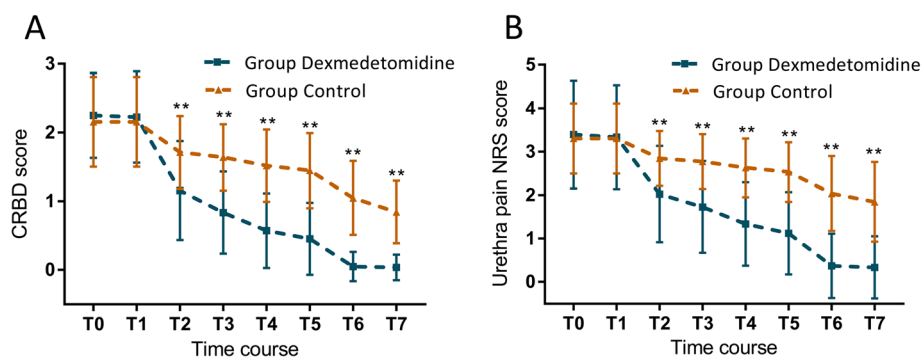 A
Group Dexmedetomidine
Group Control
CRBD score
3
2
1
0
** ** ** ** ** **
T0 T1 T2 T3 T4 T5 T6 T7
Time course
B
Group Dexmedetomidine
Group Control
Urethra pain NRS score
5
4
3
2
1
0
** ** ** ** ** **
T0 T1 T2 T3 T4 T5 T6 T7
Time course